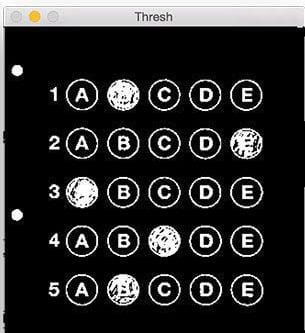 Thresh
1 A B C D E
2 A B C D E
3 B C D E
4 A B D E
5 A B C D E